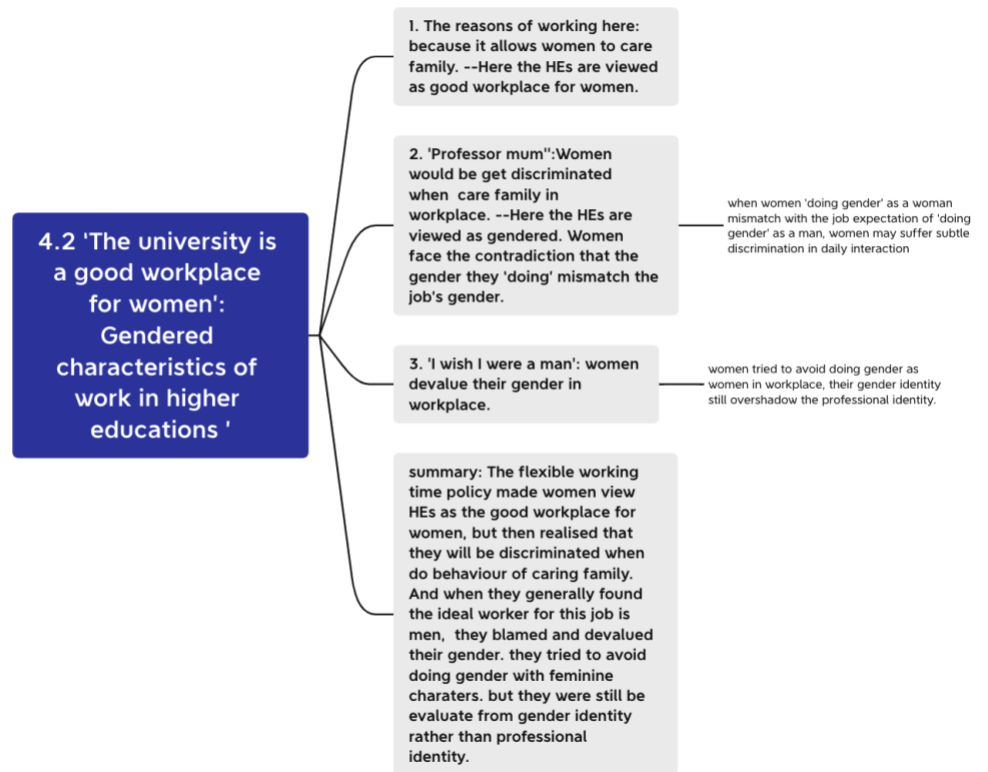 4.2 'The university is
a good workplace
for women':
Gendered
characteristics of
work in higher
educations '
1. The reasons of working here:
because it allows women to care
family. --Here the HEs are viewed
as good workplace for women.
2. 'Professor mum'':Women
would be get discriminated
when  care family in
workplace. --Here the HEs are
viewed as gendered. Women
face the contradiction that the
gender they 'doing' mismatch the
job's gender.
when women 'doing gender' as a woman
mismatch with the job expectation of 'doing
gender' as a man, women may suffer subtle
discrimination in daily interaction
3. 'I wish I were a man': women
devalue their gender in
workplace.
women tried to avoid doing gender as
women in workplace, their gender identity
still overshadow the professional identity.
summary: The flexible working
time policy made women view
HEs as the good workplace for
women, but then realised that
they will be discriminated when
do behaviour of caring family.
And when they generally found
the ideal worker for this job is
men,  they blamed and devalued
their gender. they tried to avoid
doing gender with feminine
charaters. but they were still be
evaluate from gender identity
rather than professional
identity.